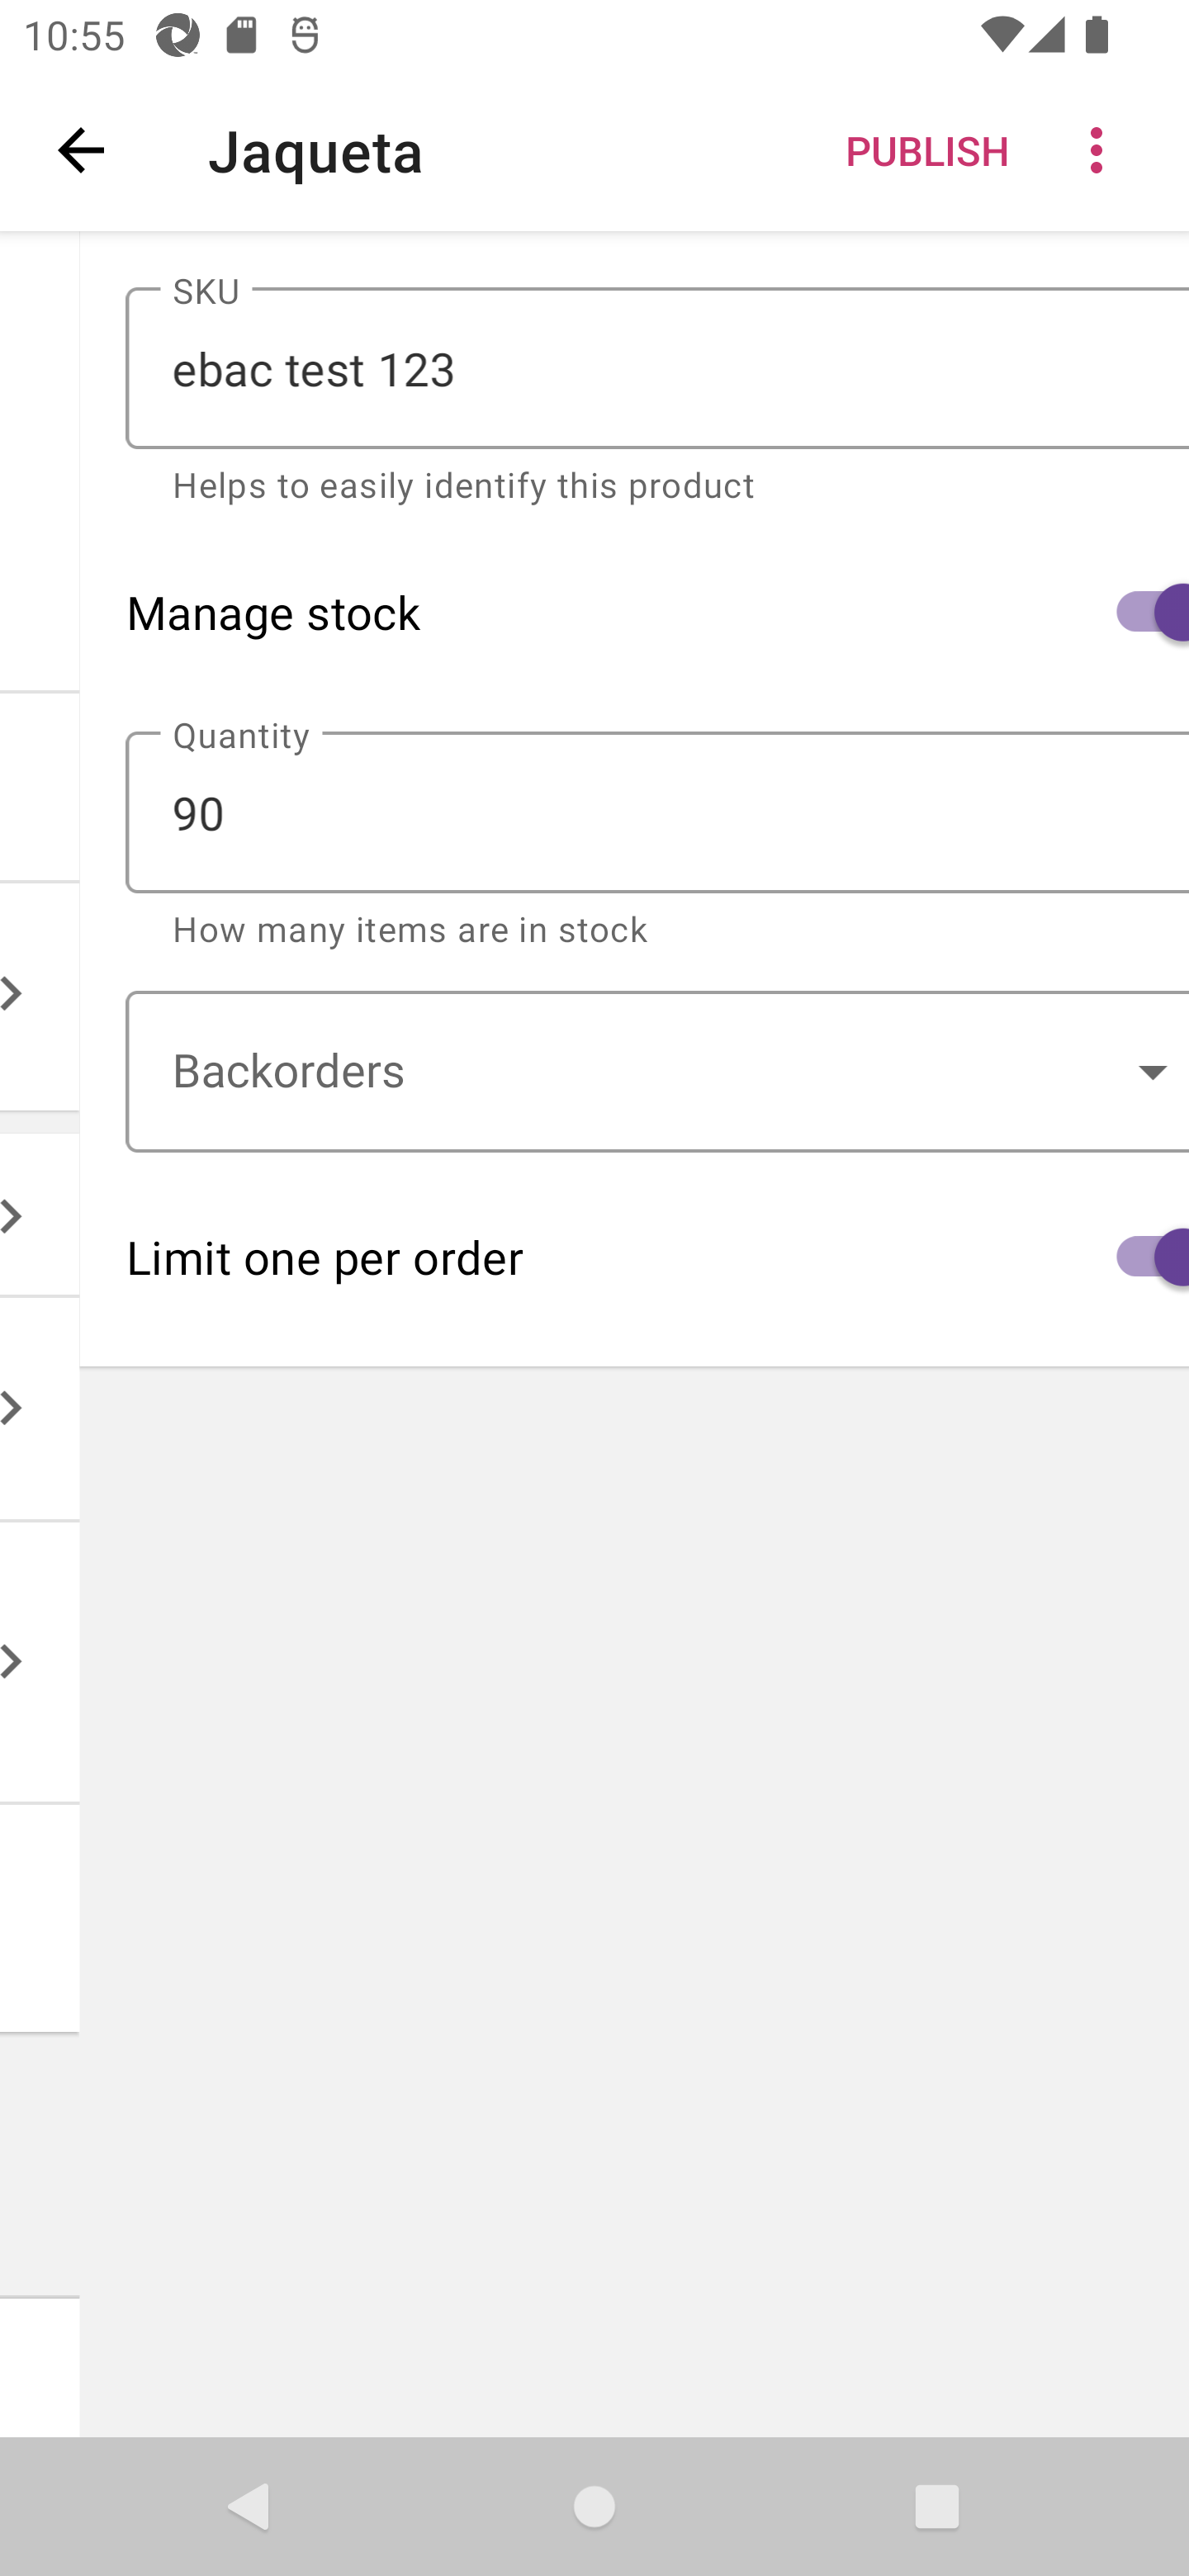 10:55
Jaqueta
PUBLISH
SKU
ebac test 123
Helps to easily identify this product
Manage stock
Quantity
90
How many items are in stock
Backorders
Limit one per order